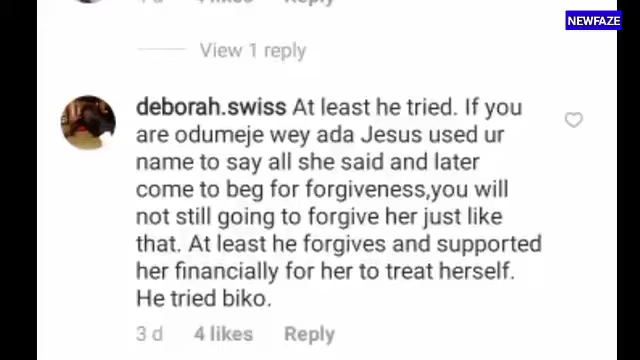 NEWFAZE
View 1 reply
deborah.swiss At least he tried. If you
are odumeje wey ada Jesus used ur
name to say all she said and later
come to beg for forgiveness,you will
not still going to forgive her just like
that. At least he forgives and supported
her financially for her to treat herself.
He tried biko.
3 d 4 likes Reply